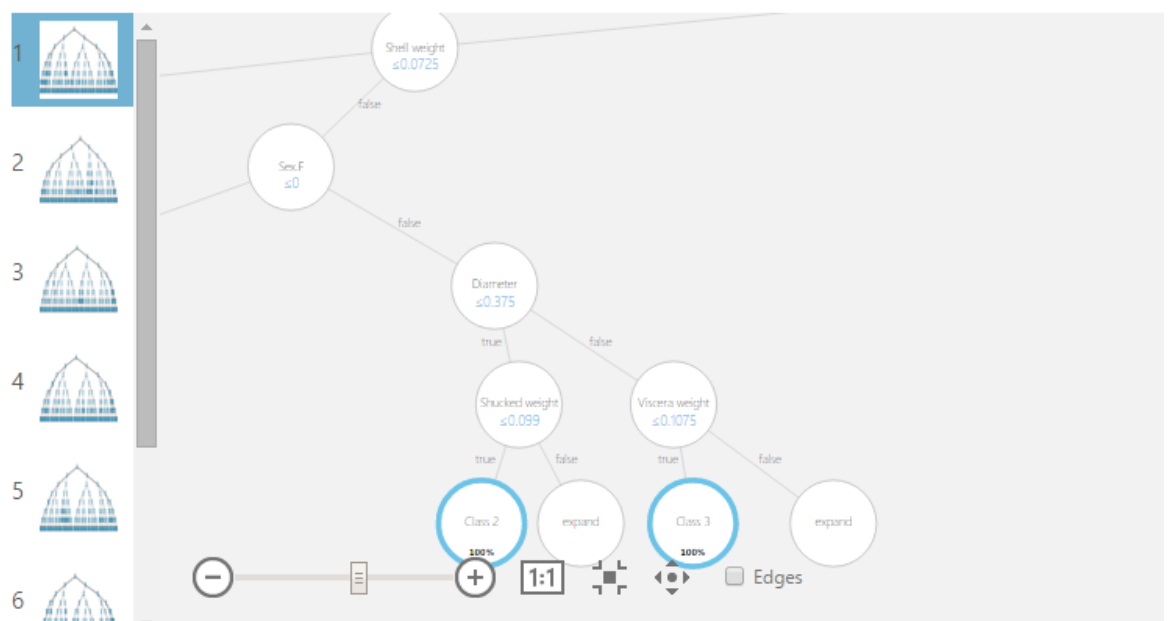 1
Shell weight
≤0.0725
false
2
Sex.F
≤0
false
3
Diameter
≤0.375
true
false
4
Shucked weight
≤0.099
Viscera weight
≤0.1075
true
false
true
false
5
Class 2
100%
expand
Class 3
100%
expand
1:1
Edges
6